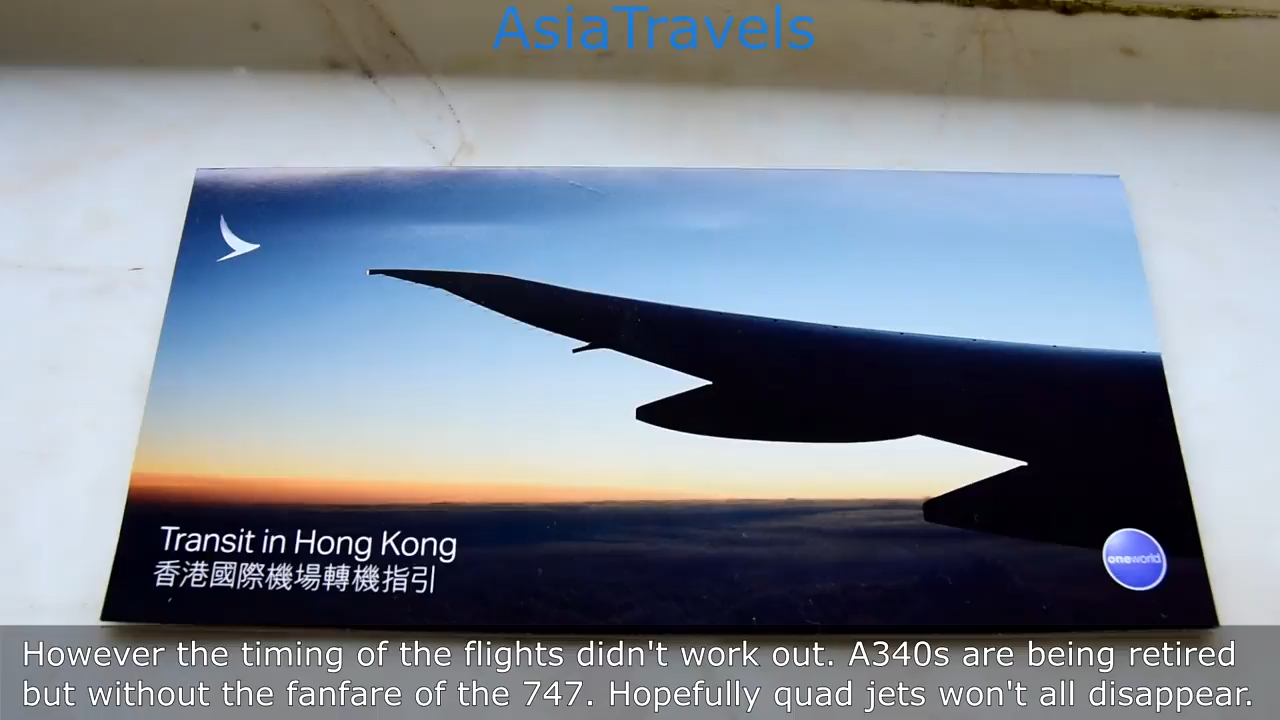 AsiaTravels
Transit in Hong Kong
香港國際機場轉機指引
oneworld
However the timing of the flights didn't work out. A340s are being retired
but without the fanfare of the 747. Hopefully quad jets won't all disappear.